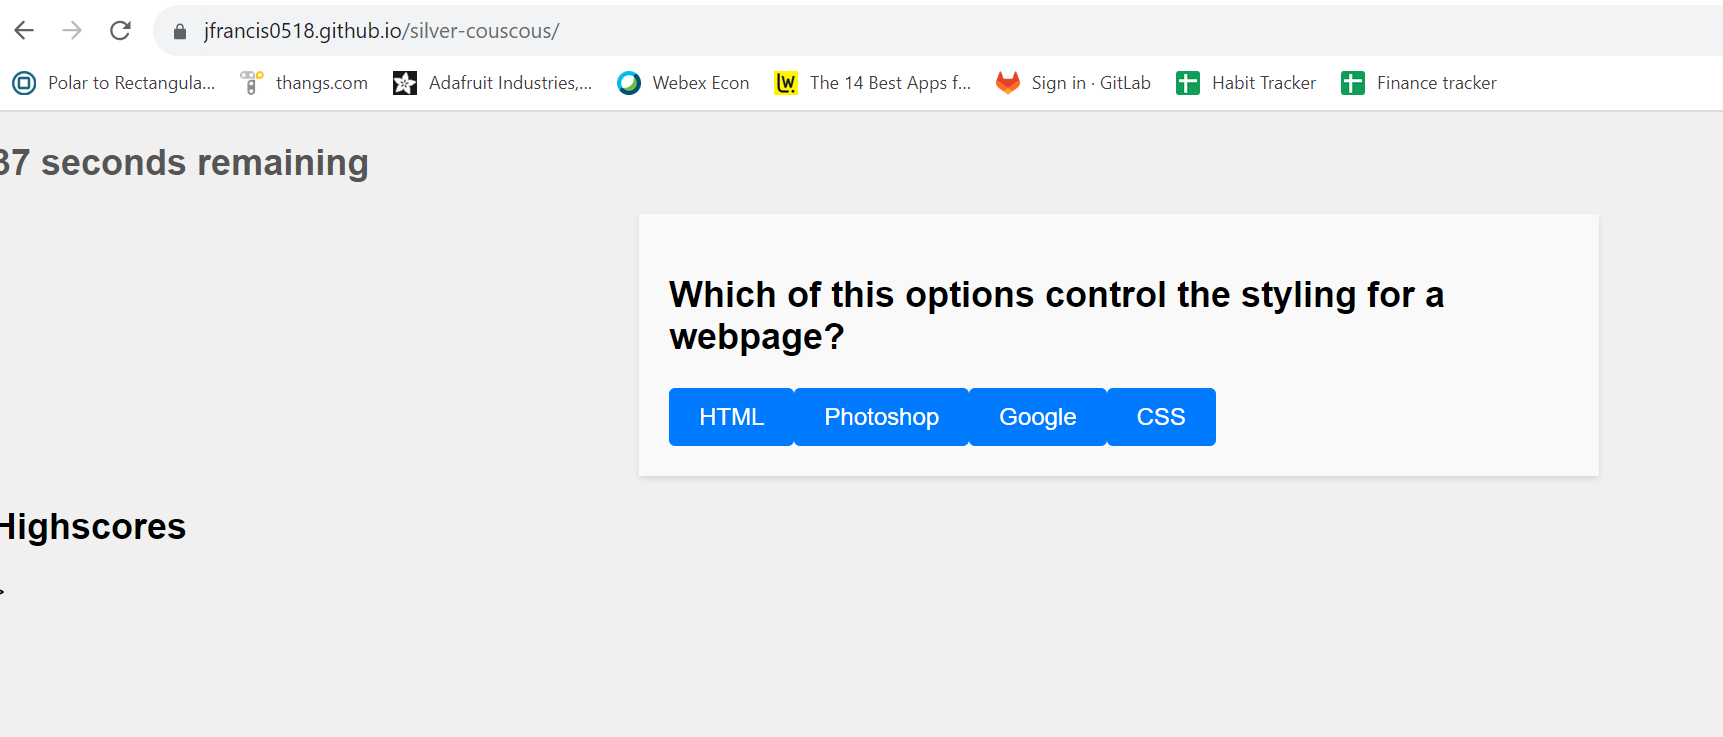 jfrancis0518.github.io/silver-couscous/
Polar to Rectangula... thangs.com Adafruit Industries,... Webex Econ The 14 Best Apps f... Sign in · GitLab Habit Tracker Finance tracker
37 seconds remaining
Which of this options control the styling for a
webpage?
HTML Photoshop Google CSS
Highscores
>